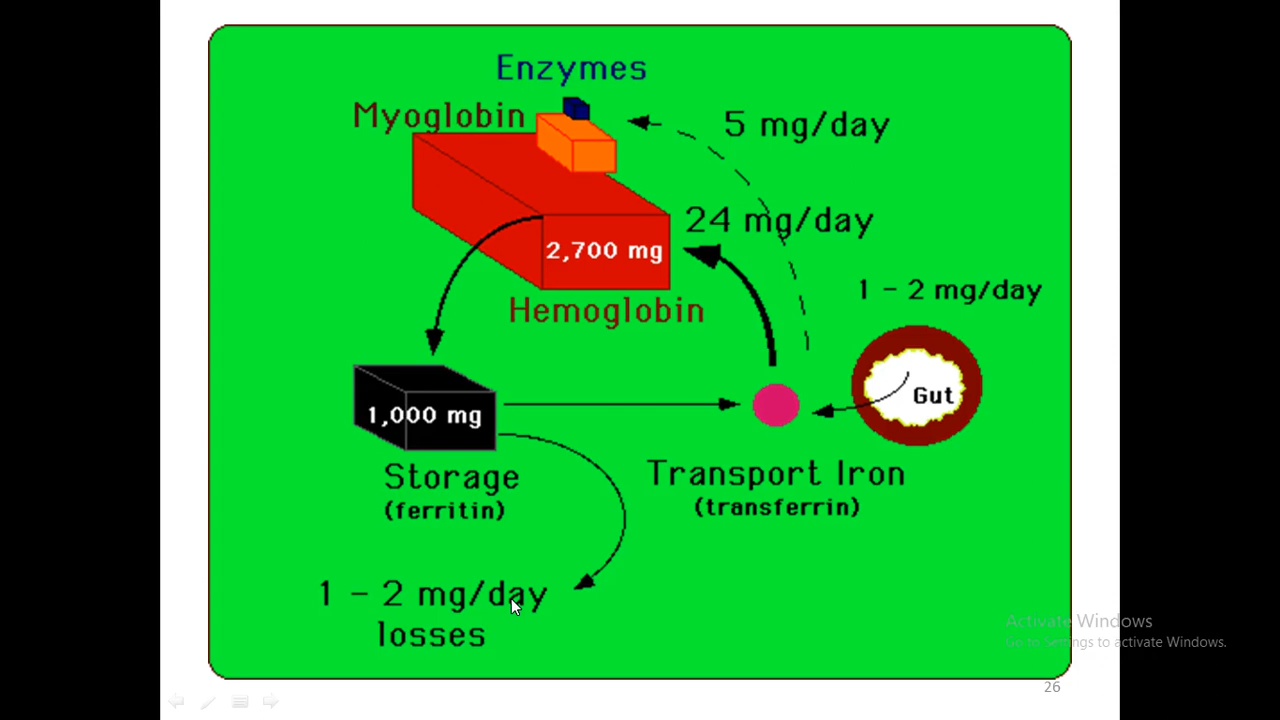 Enzymes
Myoglobin
5 mg/day
24 mg/day
2,700 mg
1 - 2 mg/day
Hemoglobin
Gut
1,000 mg
Storage
(ferritin)
Transport Iron
(transferrin)
1 - 2 mg/day
losses
Activate Windows
Go to Settings to activate Windows.
26